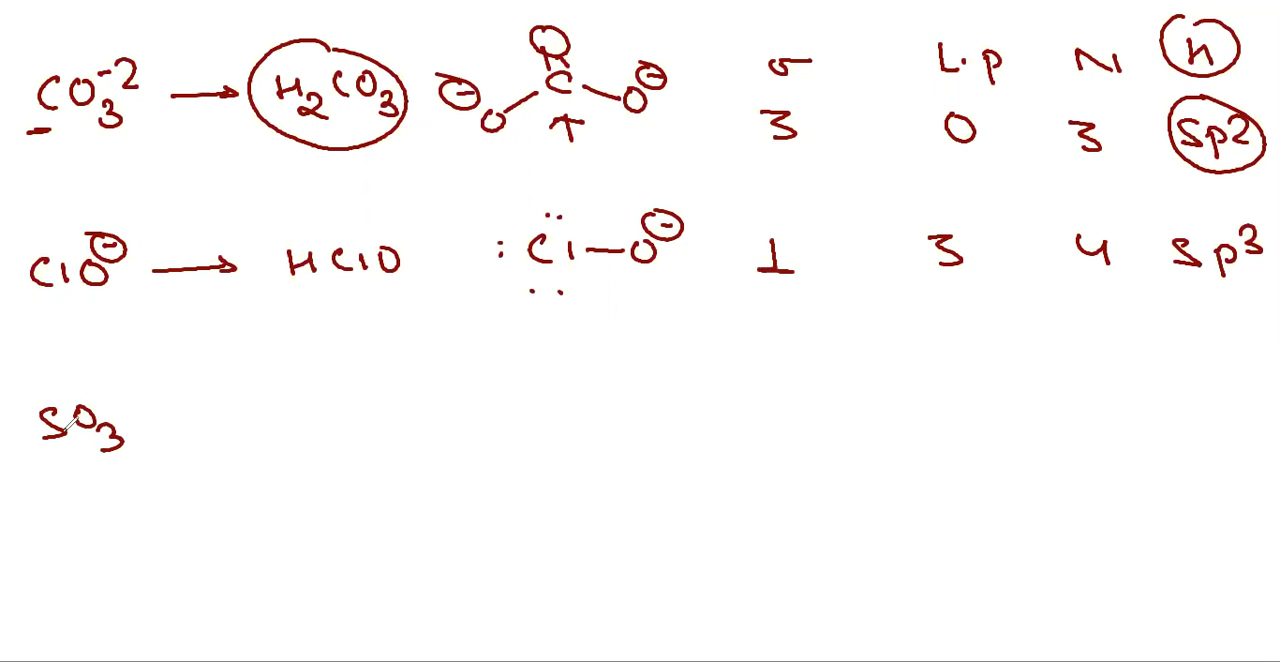 CO₃⁻² → H₂CO₃ ⊖ O C O O ⊖ σ L.p N H
3 0 3 Sp2
ClO⊖ → HClO :Cl—O⊖ 1 3 4 Sp³
SO₃